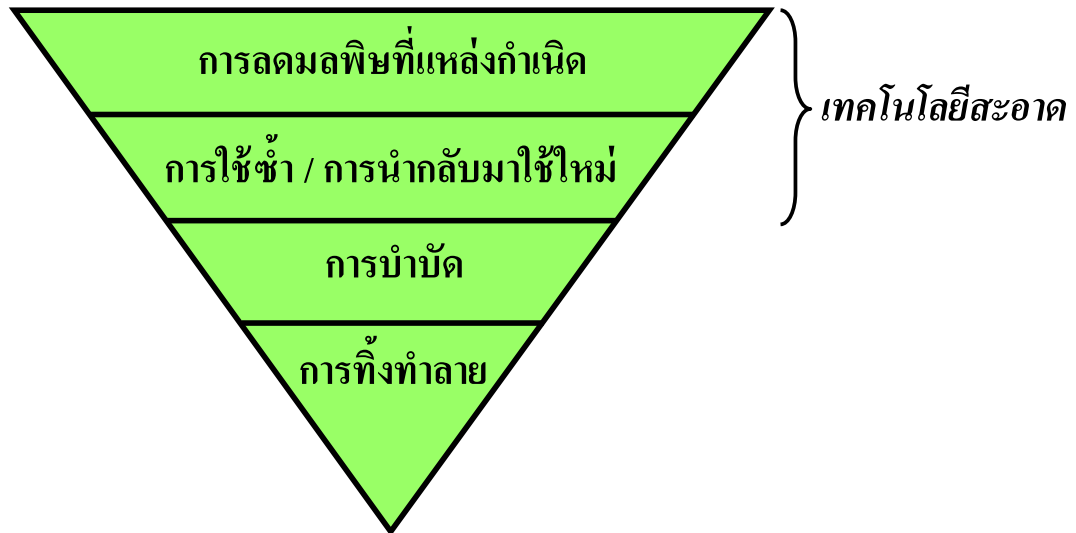 การลดมลพิษที่แหล่งกำเนิด
เทคโนโลยีสะอาด
การใช้ซ้ำ / การนำกลับมาใช้ใหม่
การบำบัด
การทิ้งทำลาย